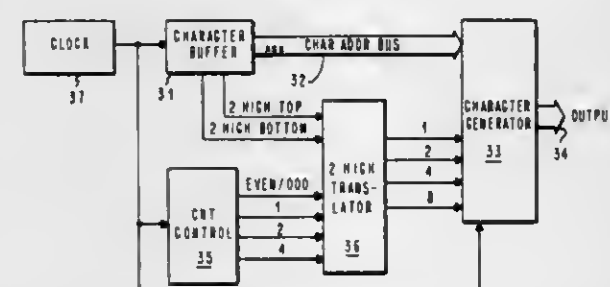 CLOCK
37
CHARACTER
BUFFER
31
CHAR ADDR BUS
32
2 HIGH TOP
2 HIGH BOTTOM
CHARACTER
GENERATOR
33
OUTPU
34
1
2
4
8
2 HIGH
TRANS-
LATOR
36
EVEN/ODD
1
2
4
CRT
CONTROL
35